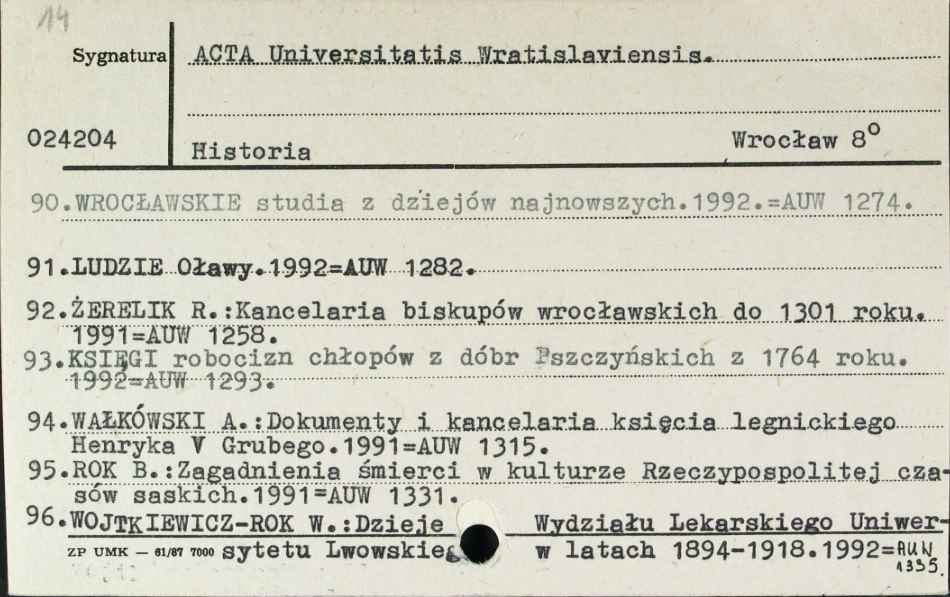 14
Sygnatura ACTA Universitatis Wratislaviensis.
024204 Historia Wrocław 8°
90.WROCŁAWSKIE studia z dziejów najnowszych.1992.=AUW 1274.
91.LUDZIE Oławy.1992=AUW 1282.
92.ŻERELIK R.:Kancelaria biskupów wrocławskich do 1301 roku.
1991=AUW 1258.
93.KSIĘGI robocizn chłopów z dóbr Pszczyńskich z 1764 roku.
1992=AUW 1293.
94.WAŁKÓWSKI A.:Dokumenty i kancelaria księcia legnickiego
Henryka V Grubego.1991=AUW 1315.
95.ROK B.:Zagadnienia śmierci w kulturze Rzeczypospolitej cza-
sów saskich.1991=AUW 1331.
96.WOJTKIEWICZ-ROK W.:Dzieje Wydziału Lekarskiego Uniwer-
ZP UMK — 61/87 7000 sytetu Lwowskieg w latach 1894-1918.1992=AUW
1335.